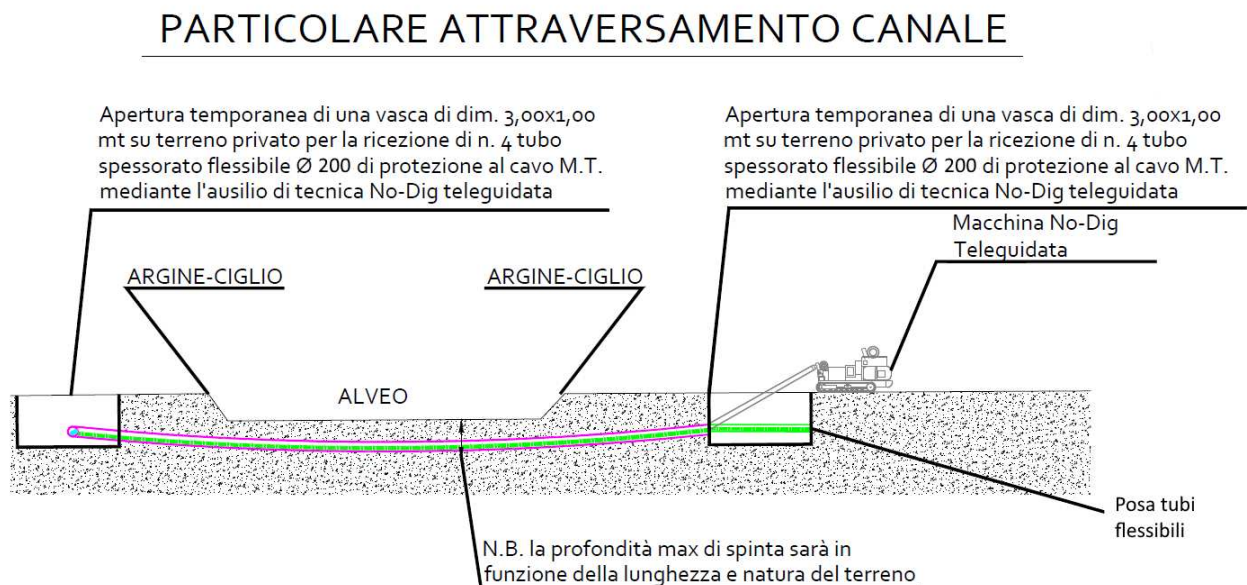 PARTICOLARE ATTRAVERSAMENTO CANALE
Apertura temporanea di una vasca di dim. 3,00x1,00
mt su terreno privato per la ricezione di n. 4 tubo
spessorato flessibile Ø 200 di protezione al cavo M.T.
mediante l'ausilio di tecnica No-Dig teleguidata
Apertura temporanea di una vasca di dim. 3,00x1,00
mt su terreno privato per la ricezione di n. 4 tubo
spessorato flessibile Ø 200 di protezione al cavo M.T.
mediante l'ausilio di tecnica No-Dig teleguidata
Macchina No-Dig
Teleguidata
ARGINE-CIGLIO
ARGINE-CIGLIO
ALVEO
Posa tubi
flessibili
N.B. la profondità max di spinta sarà in
funzione della lunghezza e natura del terreno